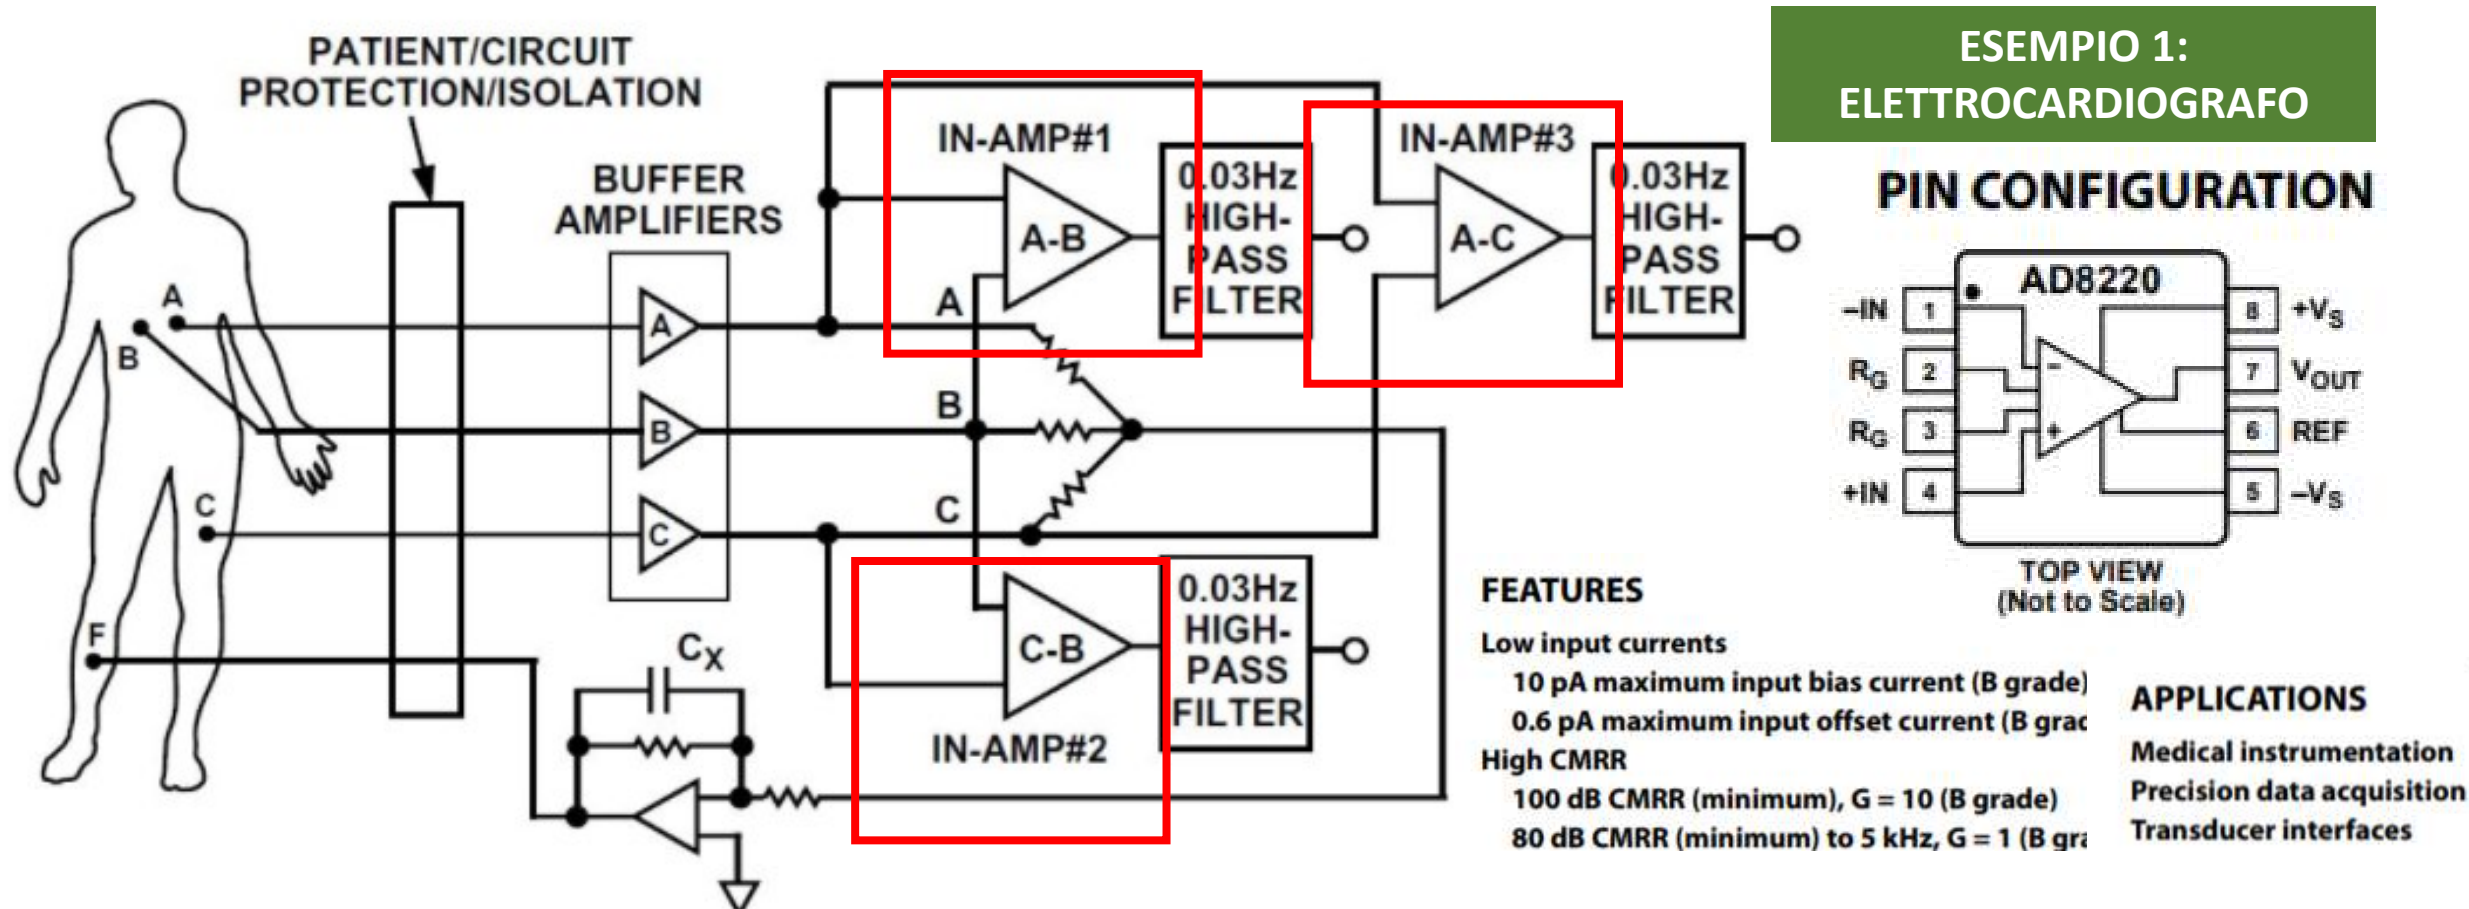 PATIENT/CIRCUIT
PROTECTION/ISOLATION
BUFFER
AMPLIFIERS
A
B
C
F
A
B
C
A
B
C
IN-AMP#1
A-B
0.03Hz
HIGH-
PASS
FILTER
IN-AMP#3
A-C
0.03Hz
HIGH-
PASS
FILTER
C-B
IN-AMP#2
0.03Hz
HIGH-
PASS
FILTER
CX
ESEMPIO 1:
ELETTROCARDIOGRAFO
PIN CONFIGURATION
AD8220
–IN 1
RG 2
RG 3
+IN 4
8 +VS
7 VOUT
6 REF
5 –VS
– 
+
TOP VIEW
(Not to Scale)
FEATURES
Low input currents
10 pA maximum input bias current (B grade)
0.6 pA maximum input offset current (B grad
High CMRR
100 dB CMRR (minimum), G = 10 (B grade)
80 dB CMRR (minimum) to 5 kHz, G = 1 (B gra
APPLICATIONS
Medical instrumentation
Precision data acquisition
Transducer interfaces